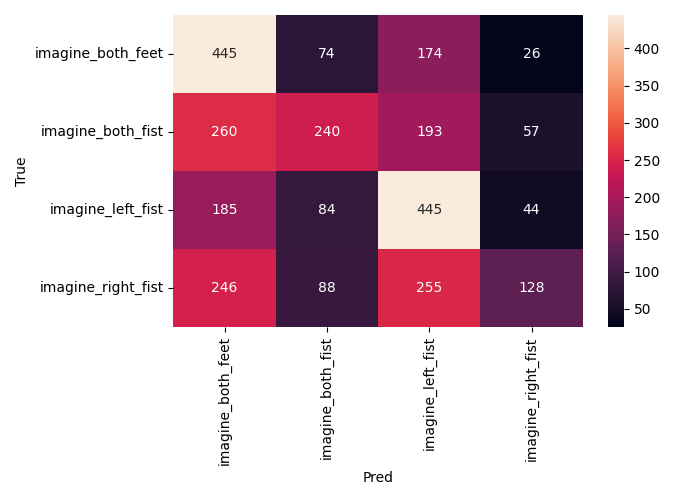 imagine_both_feet 445 74 174 26
imagine_both_fist 260 240 193 57
imagine_left_fist 185 84 445 44
imagine_right_fist 246 88 255 128
True
imagine_both_feet
imagine_both_fist
imagine_left_fist
imagine_right_fist
Pred
400
350
300
250
200
150
100
50